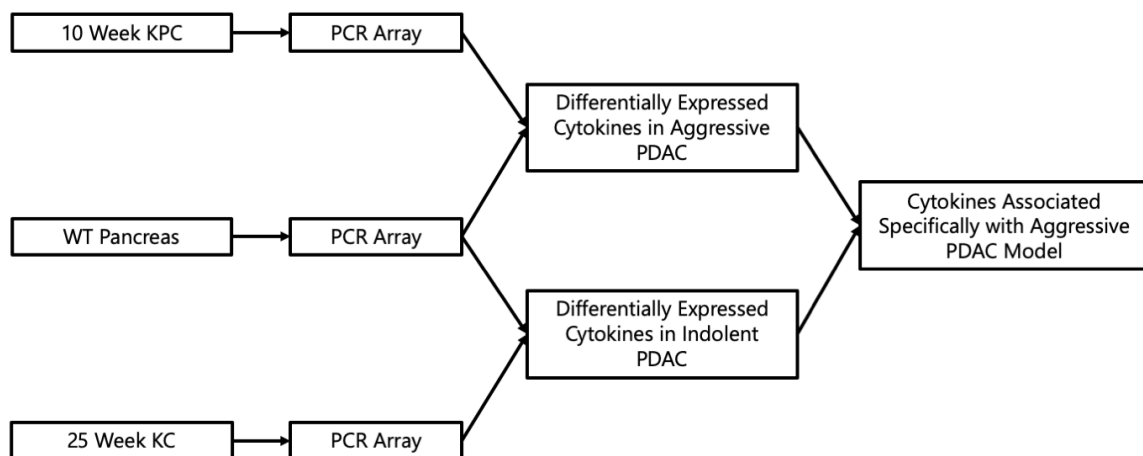 10 Week KPC
PCR Array
Differentially Expressed
Cytokines in Aggressive
PDAC
WT Pancreas
PCR Array
Cytokines Associated
Specifically with Aggressive
PDAC Model
Differentially Expressed
Cytokines in Indolent
PDAC
25 Week KC
PCR Array